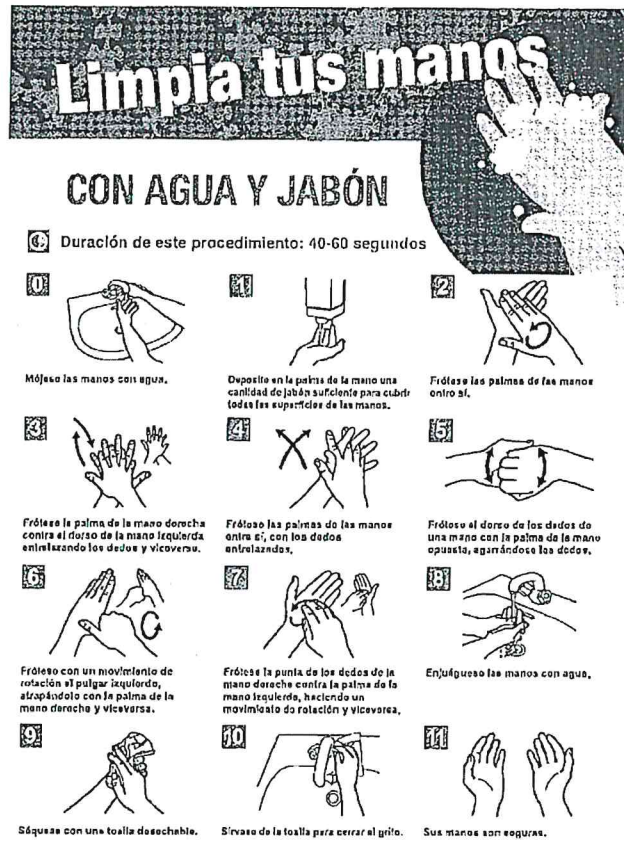 Limpia tus manos
CON AGUA Y JABÓN
Duración de este procedimiento: 40-60 segundos
0
Mójese las manos con agua.
1
Deposite en la palma de la mano una
cantidad de jabón suficiente para cubrir
todas las superficies de las manos.
2
Frótese las palmas de las manos
entre sí.
3
Frótese la palma de la mano derecha
contra el dorso de la mano izquierda
entrelazando los dedos y viceversa.
4
Frótese las palmas de las manos
entre sí, con los dedos
entrelazados.
5
Frótese el dorso de los dedos de
una mano con la palma de la mano
opuesta, agarrándose los dedos.
6
Frótese con un movimiento de
rotación el pulgar izquierdo,
atrapándolo con la palma de la
mano derecha y viceversa.
7
Frótese la punta de los dedos de la
mano derecha contra la palma de la
mano izquierda, haciendo un
movimiento de rotación y viceversa.
8
Enjuáguese las manos con agua.
9
Séquese con una toalla desechable.
10
Sírvase de la toalla para cerrar el grifo.
11
Sus manos son seguras.